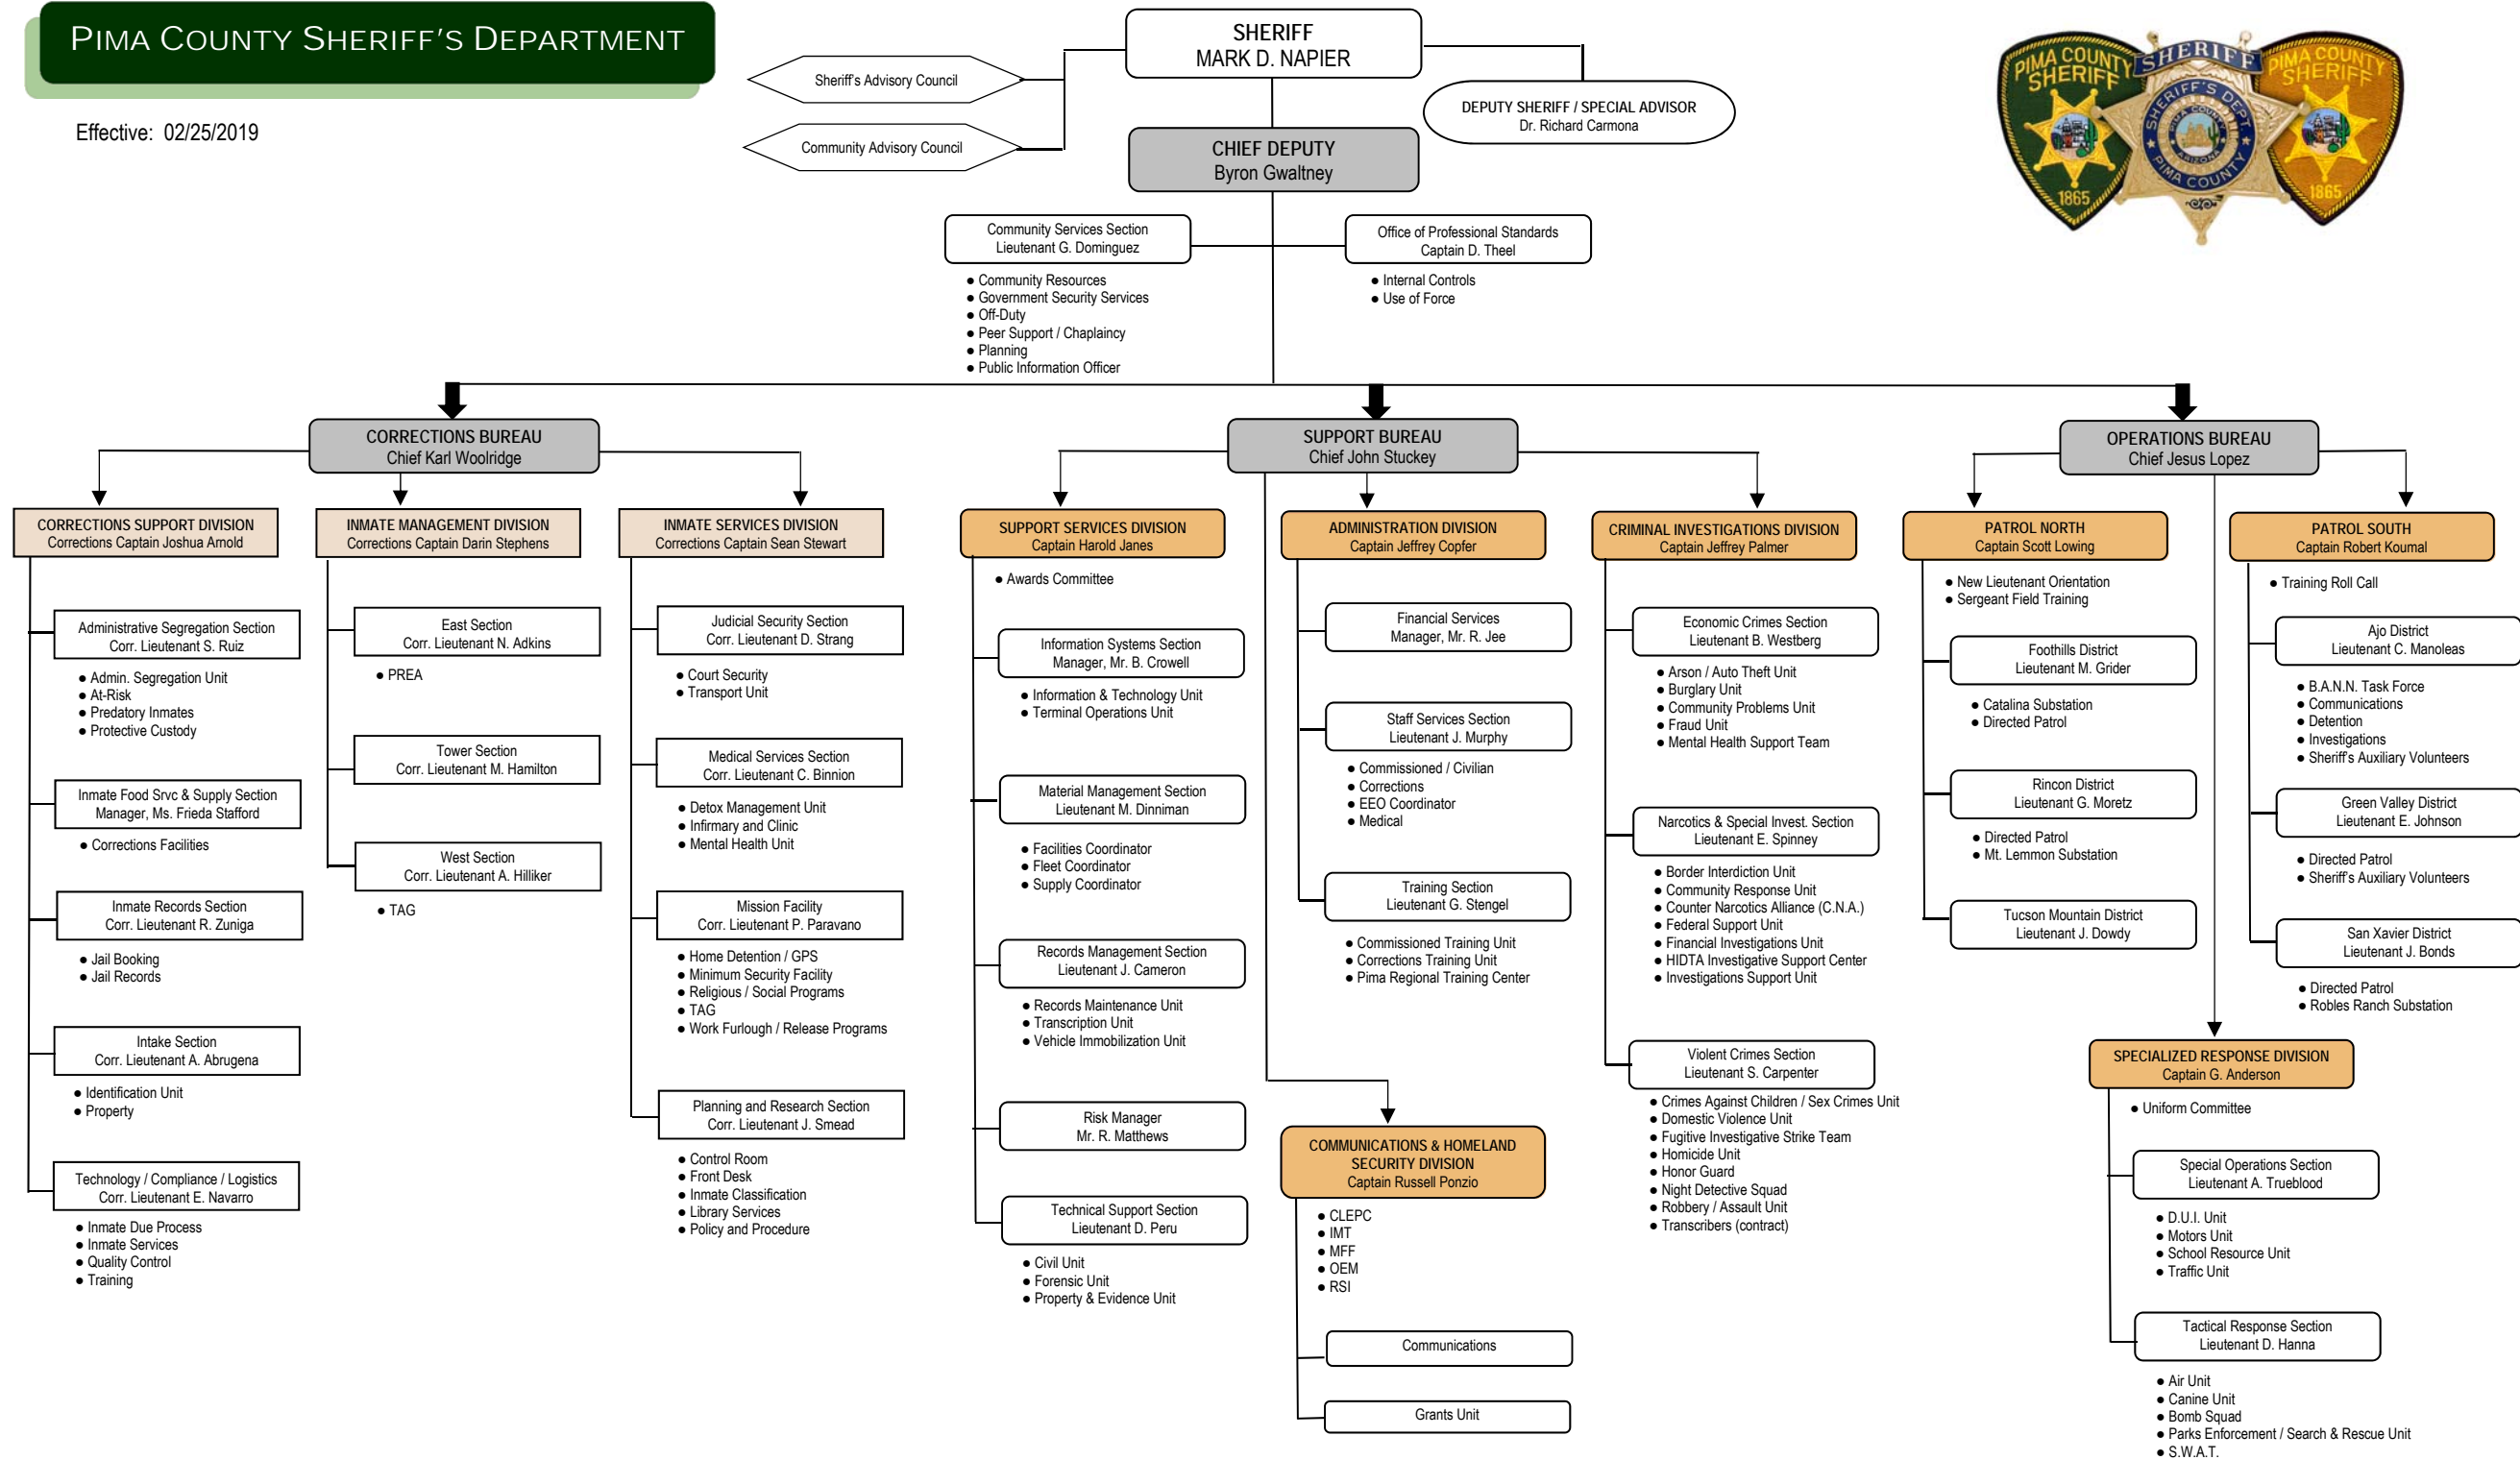 PIMA COUNTY SHERIFF'S DEPARTMENT
Effective: 02/25/2019
SHERIFF
MARK D. NAPIER
Sheriff's Advisory Council
Community Advisory Council
DEPUTY SHERIFF / SPECIAL ADVISOR
Dr. Richard Carmona
CHIEF DEPUTY
Byron Gwaltney
PIMA COUNTY
SHERIFF
1865
SHERIFF
SHERIFF'S DEPT.
ARIZONA
PIMA COUNTY
PIMA COUNTY
SHERIFF
1865
Community Services Section
Lieutenant G. Dominguez
● Community Resources
● Government Security Services
● Off-Duty
● Peer Support / Chaplaincy
● Planning
● Public Information Officer
Office of Professional Standards
Captain D. Theel
● Internal Controls
● Use of Force
CORRECTIONS BUREAU
Chief Karl Woolridge
CORRECTIONS SUPPORT DIVISION
Corrections Captain Joshua Arnold
Administrative Segregation Section
Corr. Lieutenant S. Ruiz
● Admin. Segregation Unit
● At-Risk
● Predatory Inmates
● Protective Custody
Inmate Food Srvc & Supply Section
Manager, Ms. Frieda Stafford
● Corrections Facilities
Inmate Records Section
Corr. Lieutenant R. Zuniga
● Jail Booking
● Jail Records
Intake Section
Corr. Lieutenant A. Abrugena
● Identification Unit
● Property
Technology / Compliance / Logistics
Corr. Lieutenant E. Navarro
● Inmate Due Process
● Inmate Services
● Quality Control
● Training
INMATE MANAGEMENT DIVISION
Corrections Captain Darin Stephens
East Section
Corr. Lieutenant N. Adkins
● PREA
Tower Section
Corr. Lieutenant M. Hamilton
West Section
Corr. Lieutenant A. Hilliker
● TAG
INMATE SERVICES DIVISION
Corrections Captain Sean Stewart
Judicial Security Section
Corr. Lieutenant D. Strang
● Court Security
● Transport Unit
Medical Services Section
Corr. Lieutenant C. Binnion
● Detox Management Unit
● Infirmary and Clinic
● Mental Health Unit
Mission Facility
Corr. Lieutenant P. Paravano
● Home Detention / GPS
● Minimum Security Facility
● Religious / Social Programs
● TAG
● Work Furlough / Release Programs
Planning and Research Section
Corr. Lieutenant J. Smead
● Control Room
● Front Desk
● Inmate Classification
● Library Services
● Policy and Procedure
SUPPORT BUREAU
Chief John Stuckey
SUPPORT SERVICES DIVISION
Captain Harold Janes
● Awards Committee
Information Systems Section
Manager, Mr. B. Crowell
● Information & Technology Unit
● Terminal Operations Unit
Material Management Section
Lieutenant M. Dinniman
● Facilities Coordinator
● Fleet Coordinator
● Supply Coordinator
Records Management Section
Lieutenant J. Cameron
● Records Maintenance Unit
● Transcription Unit
● Vehicle Immobilization Unit
Risk Manager
Mr. R. Matthews
Technical Support Section
Lieutenant D. Peru
● Civil Unit
● Forensic Unit
● Property & Evidence Unit
ADMINISTRATION DIVISION
Captain Jeffrey Copfer
Financial Services
Manager, Mr. R. Jee
Staff Services Section
Lieutenant J. Murphy
● Commissioned / Civilian
● Corrections
● EEO Coordinator
● Medical
Training Section
Lieutenant G. Stengel
● Commissioned Training Unit
● Corrections Training Unit
● Pima Regional Training Center
COMMUNICATIONS & HOMELAND
SECURITY DIVISION
Captain Russell Ponzio
● CLEPC
● IMT
● MFF
● OEM
● RSI
Communications
Grants Unit
CRIMINAL INVESTIGATIONS DIVISION
Captain Jeffrey Palmer
Economic Crimes Section
Lieutenant B. Westberg
● Arson / Auto Theft Unit
● Burglary Unit
● Community Problems Unit
● Fraud Unit
● Mental Health Support Team
Narcotics & Special Invest. Section
Lieutenant E. Spinney
● Border Interdiction Unit
● Community Response Unit
● Counter Narcotics Alliance (C.N.A.)
● Federal Support Unit
● Financial Investigations Unit
● HIDTA Investigative Support Center
● Investigations Support Unit
Violent Crimes Section
Lieutenant S. Carpenter
● Crimes Against Children / Sex Crimes Unit
● Domestic Violence Unit
● Fugitive Investigative Strike Team
● Homicide Unit
● Honor Guard
● Night Detective Squad
● Robbery / Assault Unit
● Transcribers (contract)
OPERATIONS BUREAU
Chief Jesus Lopez
PATROL NORTH
Captain Scott Lowing
● New Lieutenant Orientation
● Sergeant Field Training
Foothills District
Lieutenant M. Grider
● Catalina Substation
● Directed Patrol
Rincon District
Lieutenant G. Moretz
● Directed Patrol
● Mt. Lemmon Substation
Tucson Mountain District
Lieutenant J. Dowdy
PATROL SOUTH
Captain Robert Koumal
● Training Roll Call
Ajo District
Lieutenant C. Manoleas
● B.A.N.N. Task Force
● Communications
● Detention
● Investigations
● Sheriff's Auxiliary Volunteers
Green Valley District
Lieutenant E. Johnson
● Directed Patrol
● Sheriff's Auxiliary Volunteers
San Xavier District
Lieutenant J. Bonds
● Directed Patrol
● Robles Ranch Substation
SPECIALIZED RESPONSE DIVISION
Captain G. Anderson
● Uniform Committee
Special Operations Section
Lieutenant A. Trueblood
● D.U.I. Unit
● Motors Unit
● School Resource Unit
● Traffic Unit
Tactical Response Section
Lieutenant D. Hanna
● Air Unit
● Canine Unit
● Bomb Squad
● Parks Enforcement / Search & Rescue Unit
● S.W.A.T.